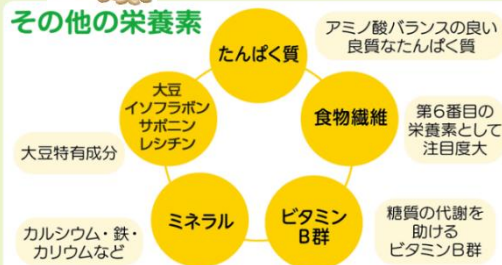 その他の栄養素
たんぱく質
アミノ酸バランスの良い
良質なたんぱく質
食物繊維
第6番目の
栄養素として
注目度大
ビタミン
B群
糖質の代謝を
助ける
ビタミンB群
ミネラル
カルシウム・鉄・
カリウムなど
大豆
イソフラボン
サポニン
レシチン
大豆特有成分